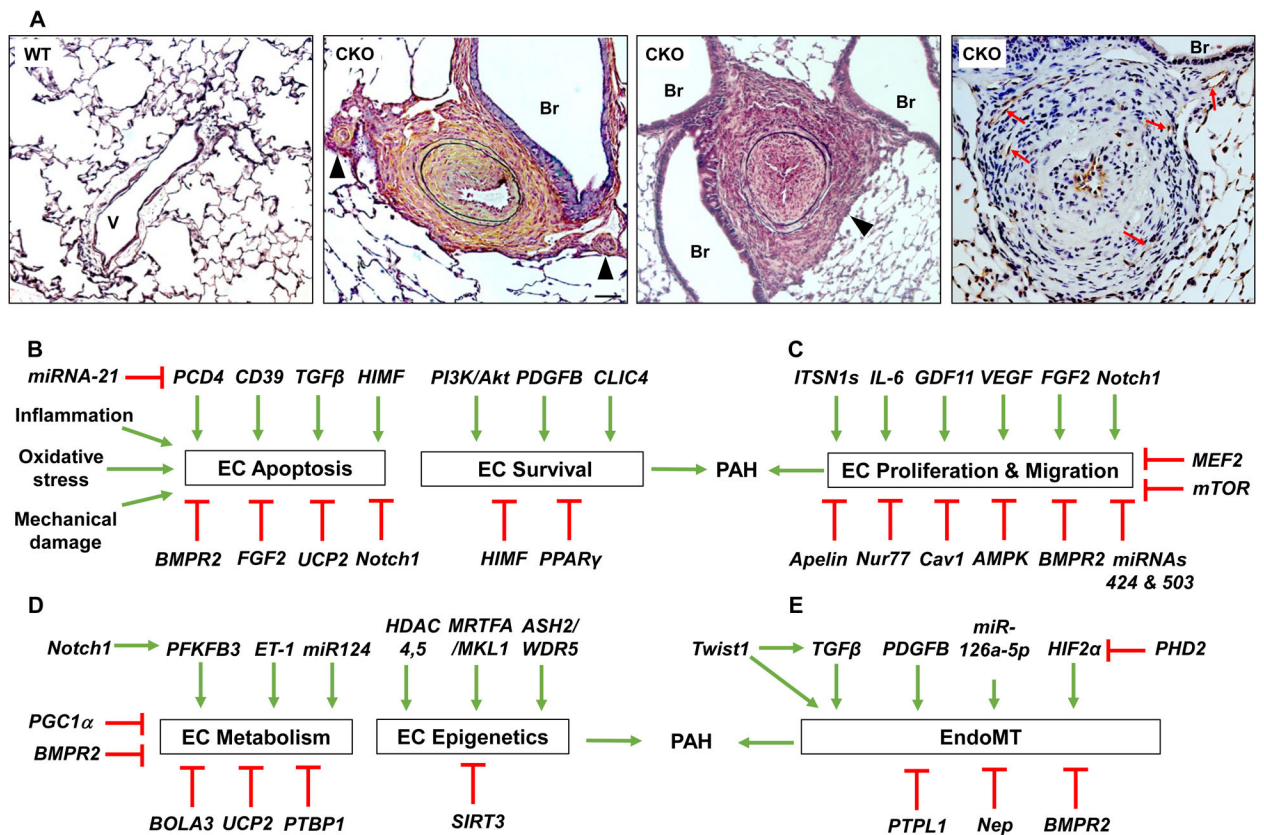 A
WT
V
CKO
Br
CKO
Br
Br
Br
CKO
Br
B
miRNA-21
PCD4
CD39
TGFβ
HIMF
PI3K/Akt
PDGFB
CLIC4
Inflammation
Oxidative
stress
Mechanical
damage
EC Apoptosis
EC Survival
PAH
BMPR2
FGF2
UCP2
Notch1
HIMF
PPARγ
C
ITSN1s
IL-6
GDF11
VEGF
FGF2
Notch1
EC Proliferation & Migration
MEF2
mTOR
Apelin
Nur77
Cav1
AMPK
BMPR2
miRNAs
424 & 503
D
Notch1
PFKFB3
ET-1
miR124
HDAC
4,5
MRTFA
/MKL1
ASH2/
WDR5
PGC1α
BMPR2
EC Metabolism
EC Epigenetics
PAH
BOLA3
UCP2
PTBP1
SIRT3
E
Twist1
TGFβ
PDGFB
miR-
126a-5p
HIF2α
PHD2
EndoMT
PTPL1
Nep
BMPR2